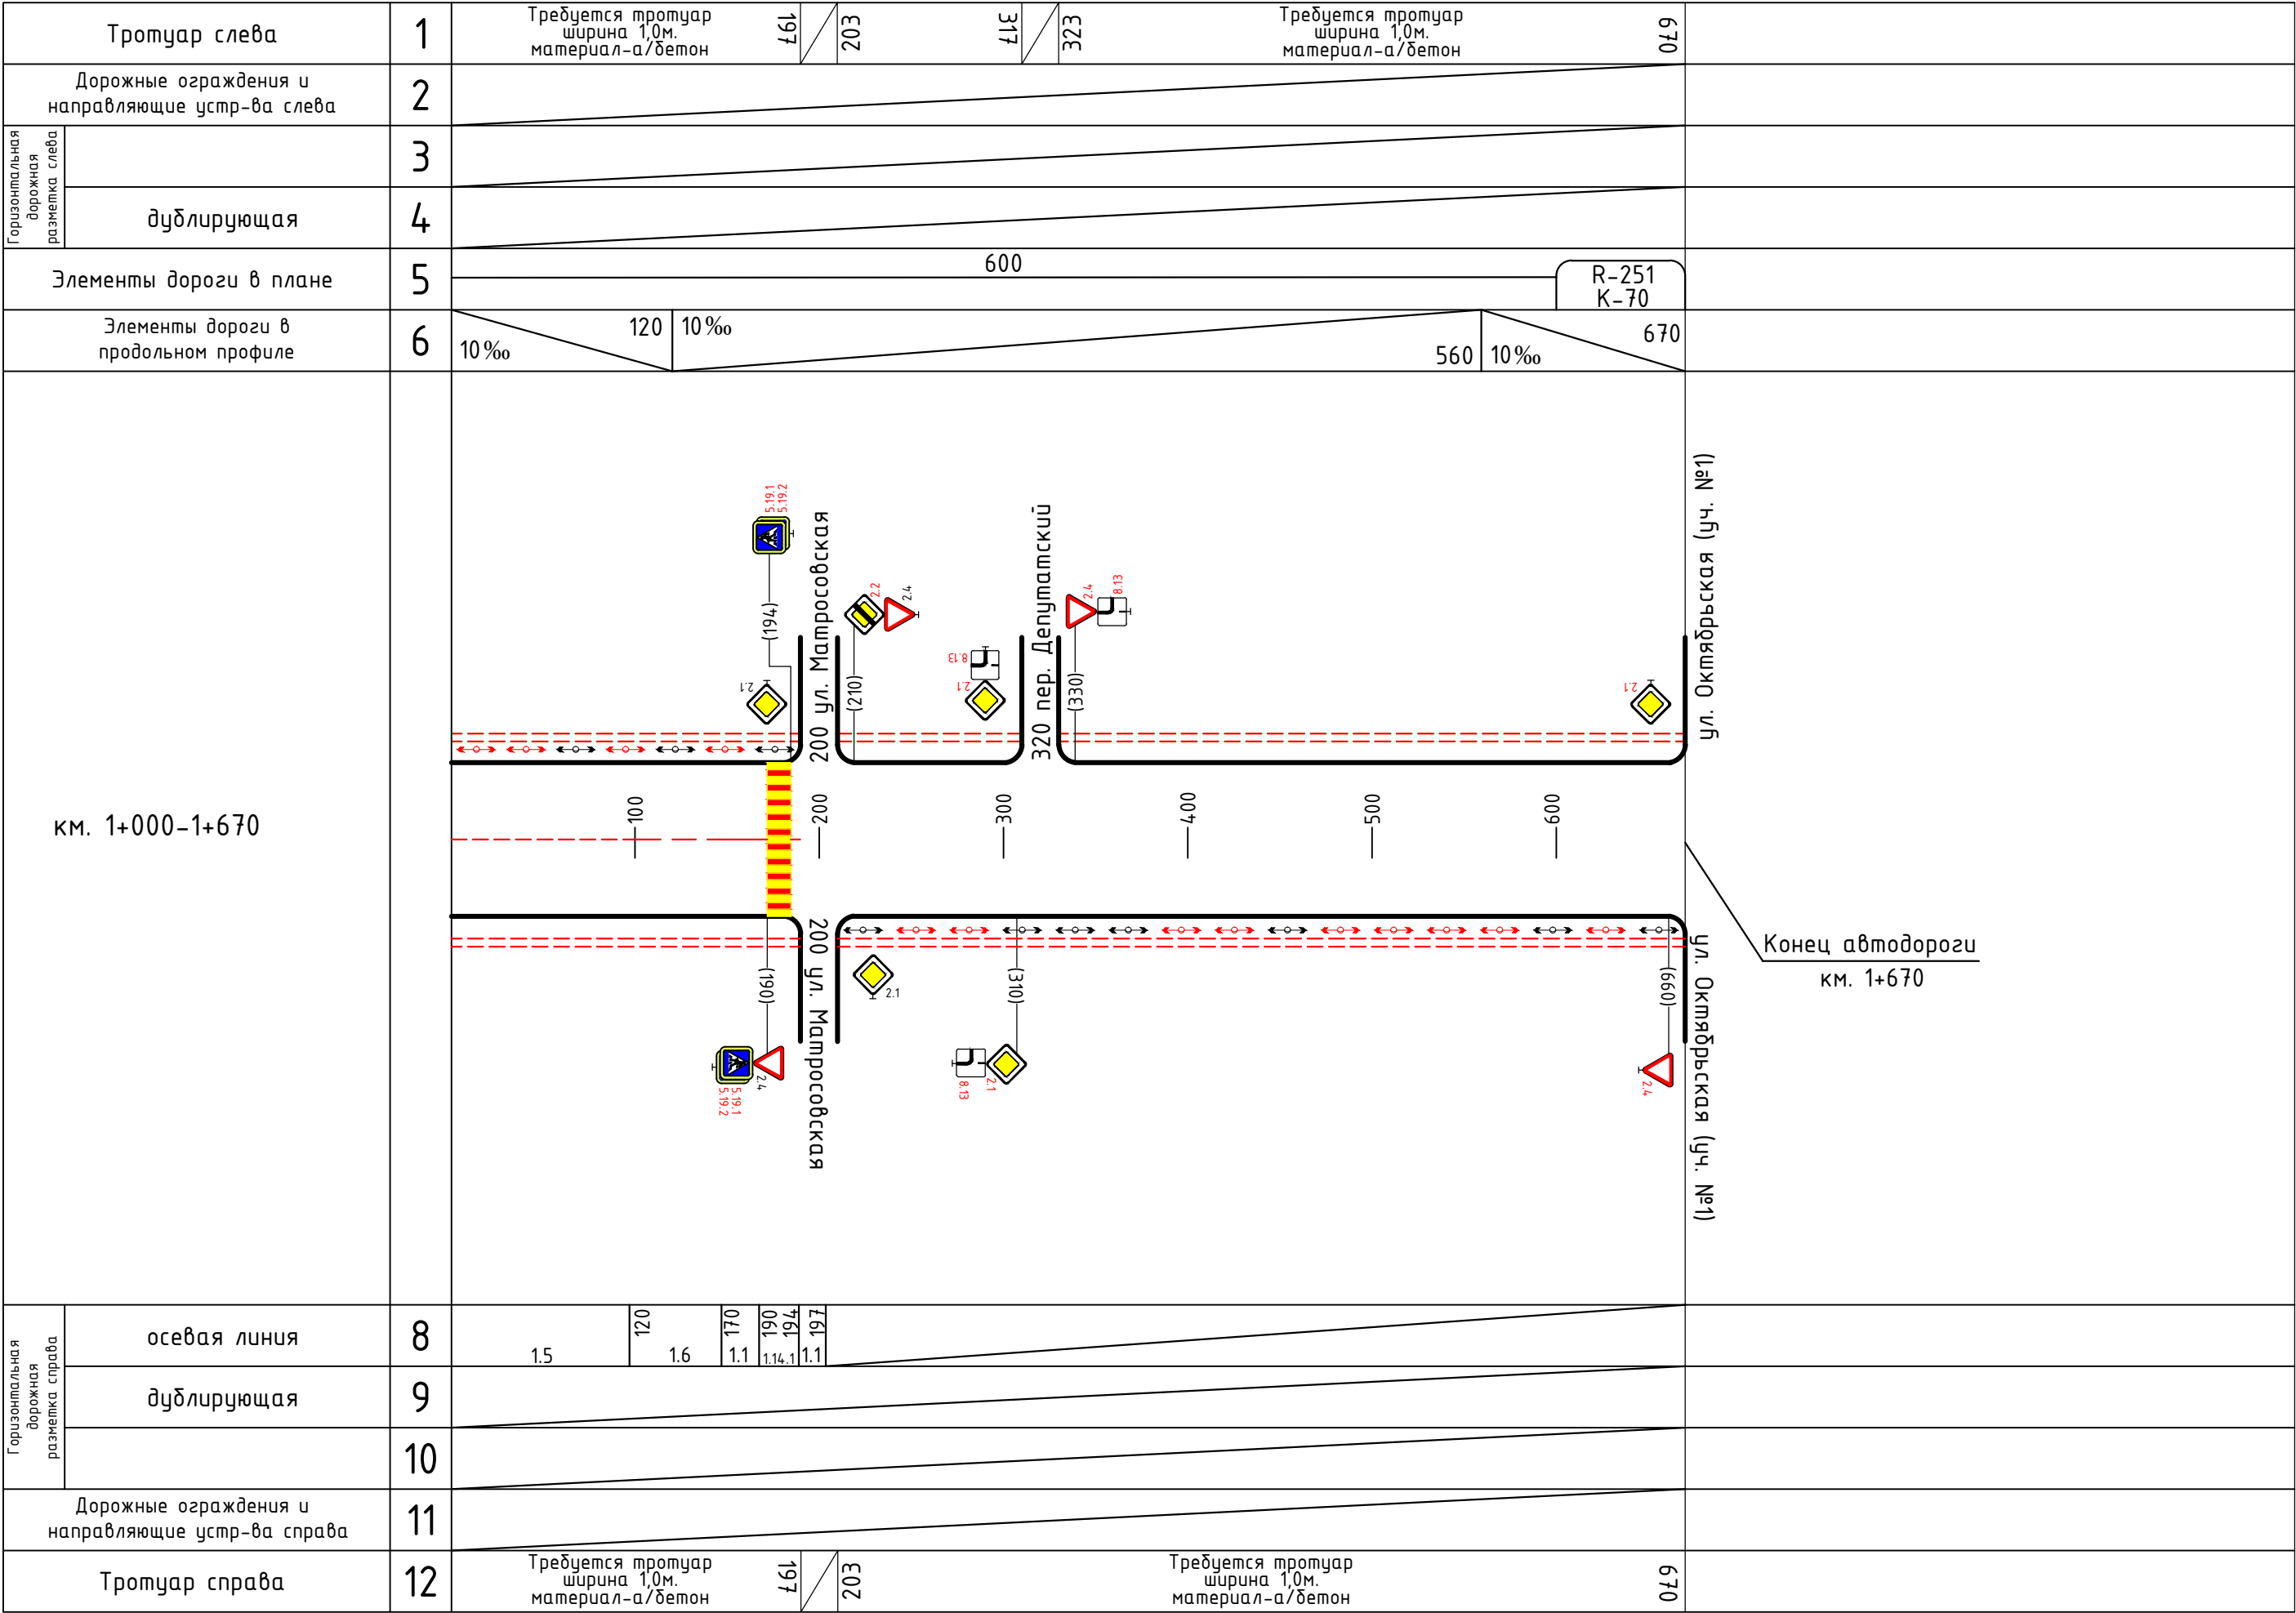 Тротуар слева
1
Требуется тротуар
ширина 1,0м.
материал-а/бетон
197
203
317
323
Требуется тротуар
ширина 1,0м.
материал-а/бетон
670
Дорожные ограждения и
направляющие устр-ва слева
2
Горизонтальная
дорожная
разметка слева
3
дублирующая
4
Элементы дороги в плане
5
600
R-251
K-70
Элементы дороги в
продольном профиле
6
10‰
120
10‰
560
10‰
670
км. 1+000-1+670
5.19.1
5.19.2
(194)
2.1
200 ул. Матросовская
2.2
2.4
(210)
8.13
2.1
320 пер. Депутатский
2.4
8.13
(330)
2.1
ул. Октябрьская (уч. №1)
100
200
300
400
500
600
(190)
2.4
5.19.1
5.19.2
200 ул. Матросовская
2.1
(310)
2.1
8.13
(660)
2.4
ул. Октябрьская (уч. №1)
Конец автодороги
км. 1+670
Горизонтальная
дорожная
разметка справа
осевая линия
8
1.5
120
1.6
170
1.1
190
194
1.14.1
197
1.1
дублирующая
9
10
Дорожные ограждения и
направляющие устр-ва справа
11
Тротуар справа
12
Требуется тротуар
ширина 1,0м.
материал-а/бетон
197
203
Требуется тротуар
ширина 1,0м.
материал-а/бетон
670